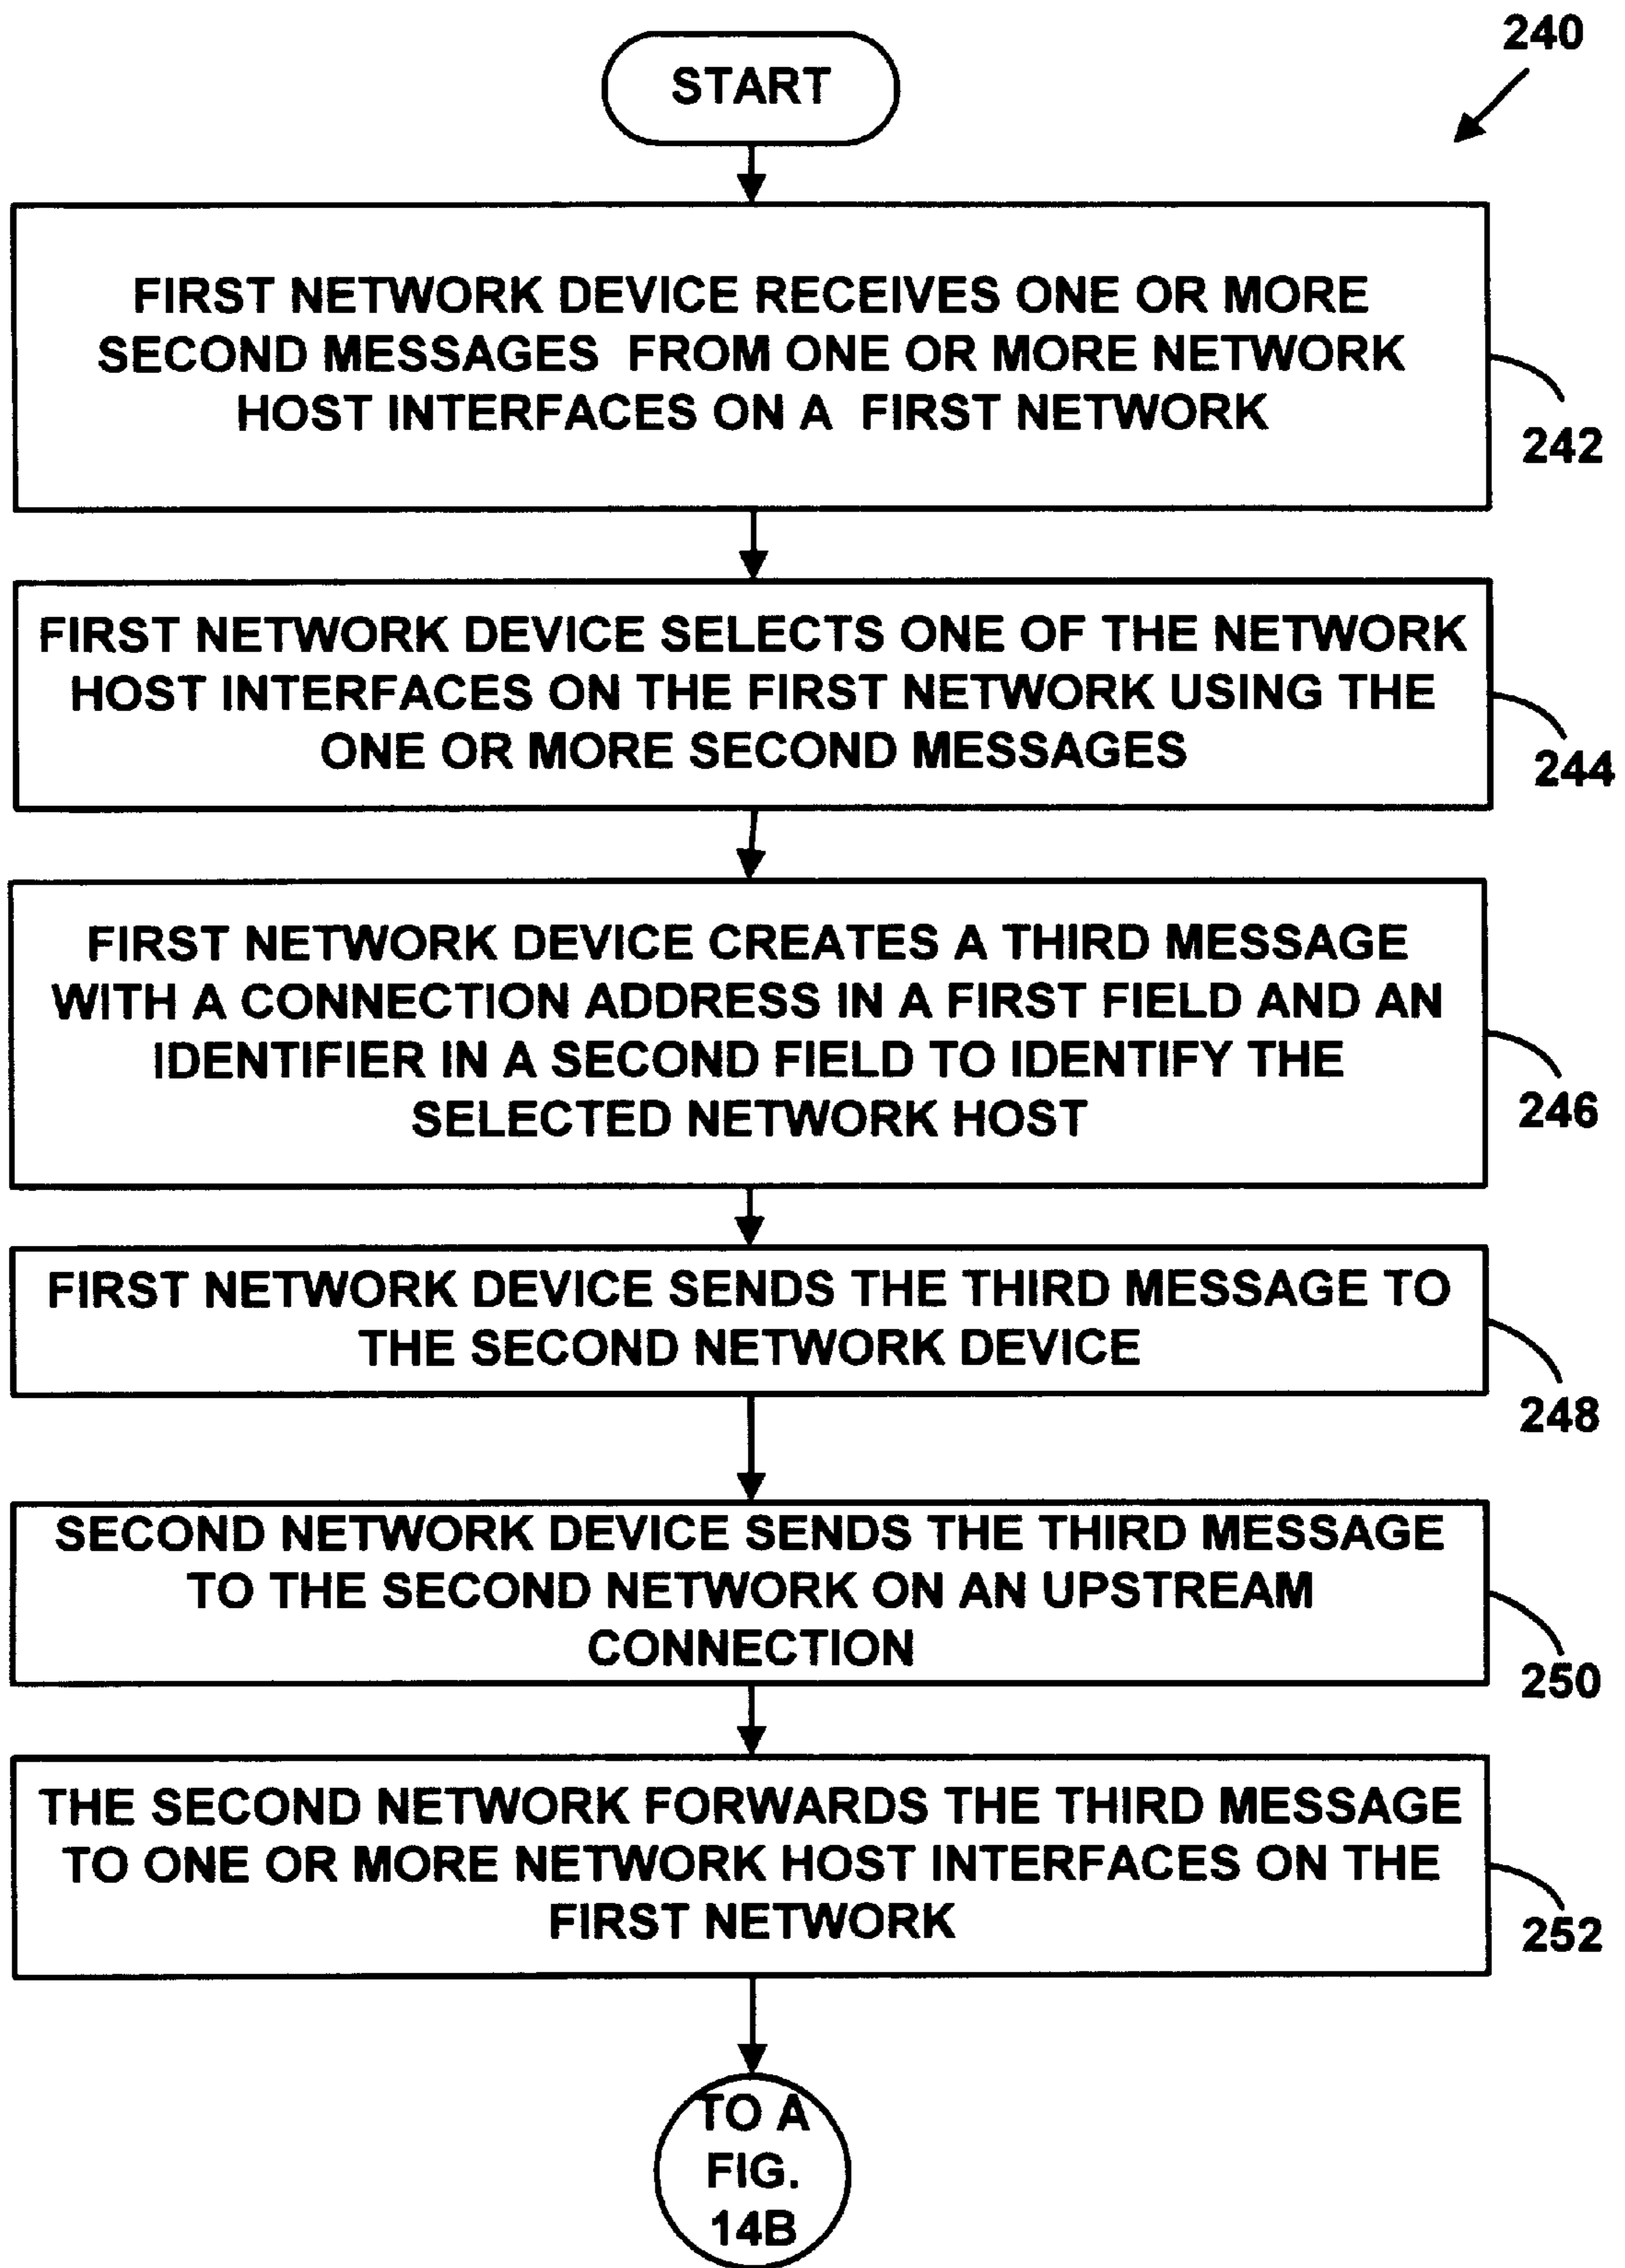 240
START
FIRST NETWORK DEVICE RECEIVES ONE OR MORE
SECOND MESSAGES FROM ONE OR MORE NETWORK
HOST INTERFACES ON A FIRST NETWORK
242
FIRST NETWORK DEVICE SELECTS ONE OF THE NETWORK
HOST INTERFACES ON THE FIRST NETWORK USING THE
ONE OR MORE SECOND MESSAGES
244
FIRST NETWORK DEVICE CREATES A THIRD MESSAGE
WITH A CONNECTION ADDRESS IN A FIRST FIELD AND AN
IDENTIFIER IN A SECOND FIELD TO IDENTIFY THE
SELECTED NETWORK HOST
246
FIRST NETWORK DEVICE SENDS THE THIRD MESSAGE TO
THE SECOND NETWORK DEVICE
248
SECOND NETWORK DEVICE SENDS THE THIRD MESSAGE
TO THE SECOND NETWORK ON AN UPSTREAM
CONNECTION
250
THE SECOND NETWORK FORWARDS THE THIRD MESSAGE
TO ONE OR MORE NETWORK HOST INTERFACES ON THE
FIRST NETWORK
252
TO A
FIG.
14B